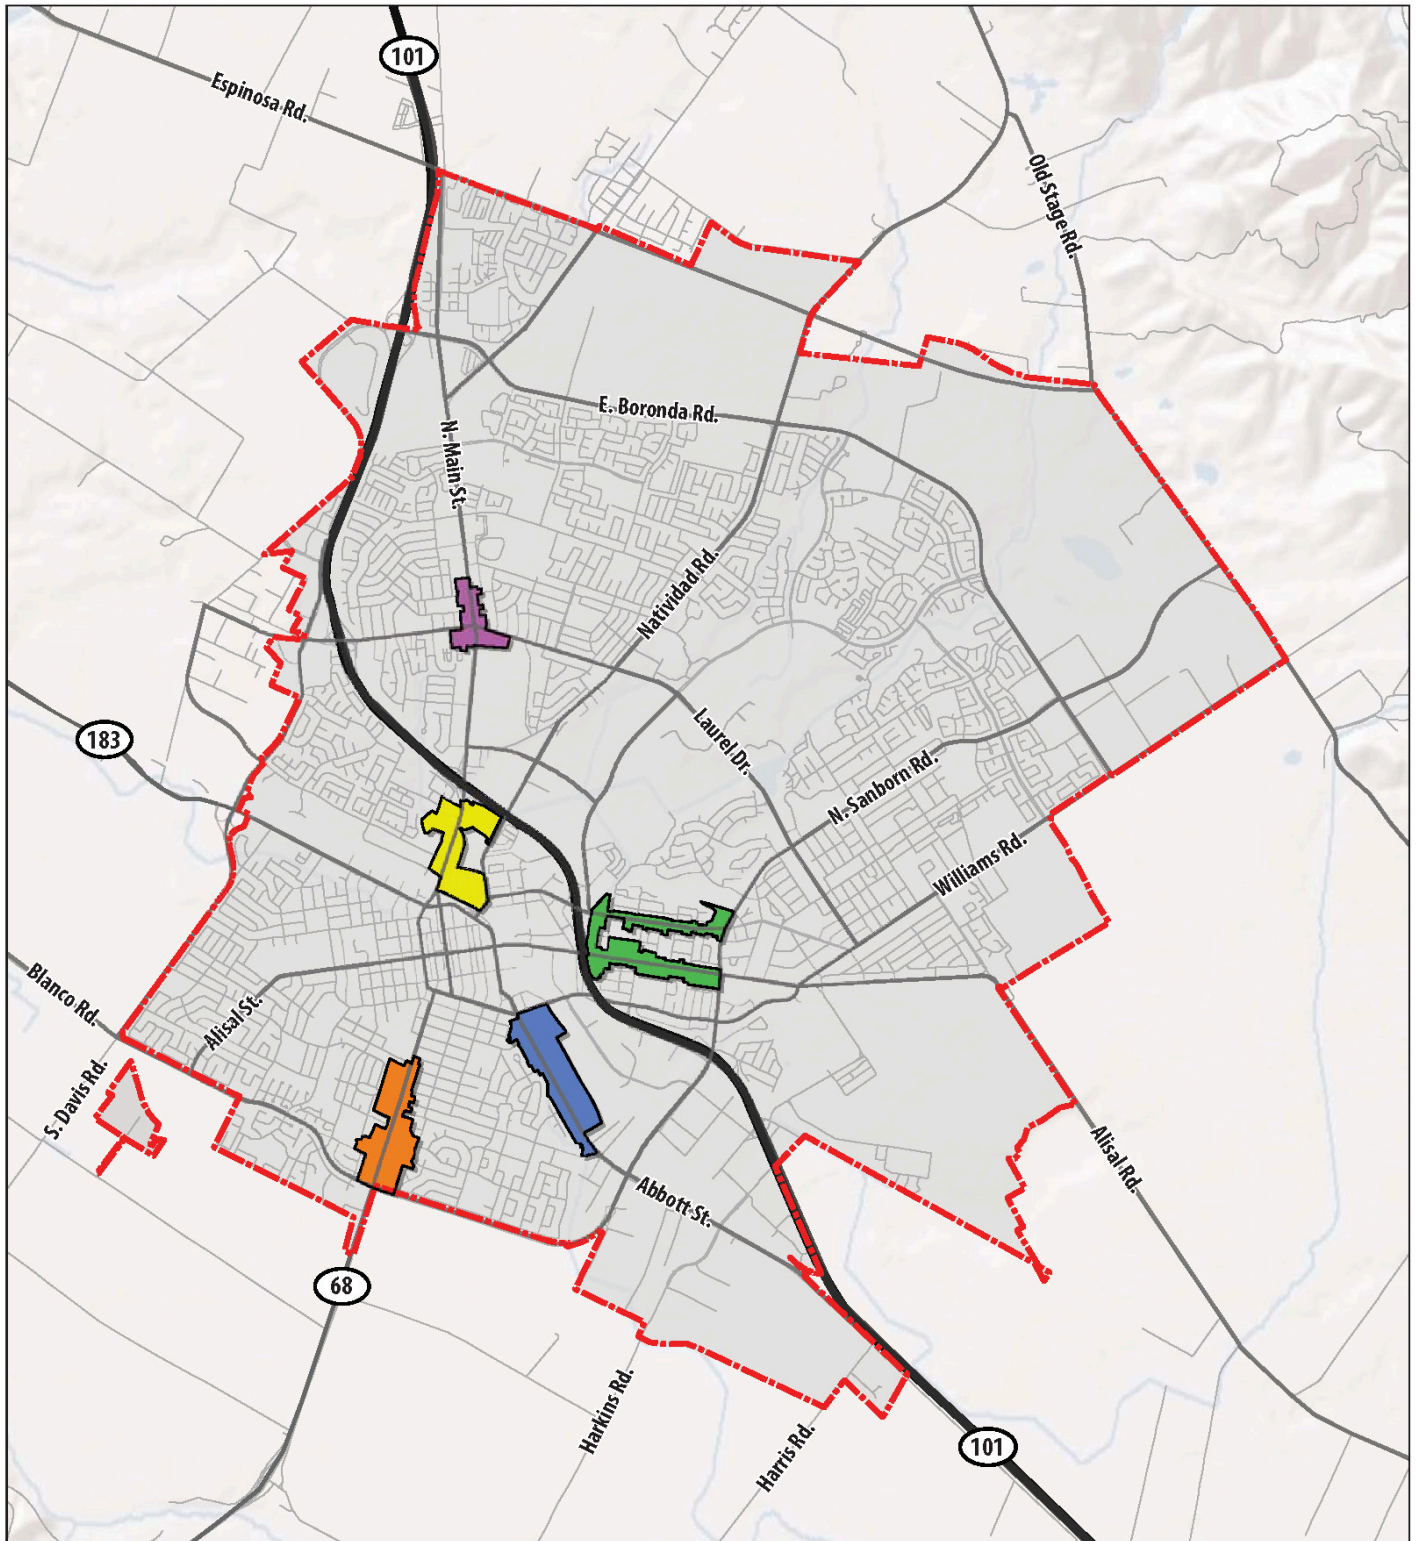 101
Espinosa Rd.
Old Stage Rd.
E. Boronda Rd.
N. Main St.
Natividad Rd.
Laurel Dr.
183
N. Sanborn Rd.
Williams Rd.
Blanco Rd.
Alisal St.
S. Davis Rd.
Abbott St.
Alisal Rd.
68
Harkins Rd.
Harris Rd.
101